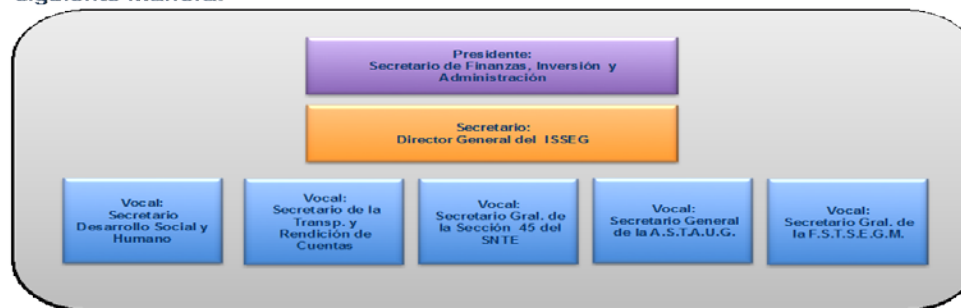 Presidente:
Secretario de Finanzas, Inversión y
Administración
Secretario:
Director General del ISSEG
Vocal:
Secretario
Desarrollo Social y
Humano
Vocal:
Secretario de la
Transp. y
Rendición de
Cuentas
Vocal:
Secretario Gral. de
la Sección 45 del
SNTE
Vocal:
Secretario General
de la A.S.T.A.U.G.
Vocal:
Secretario Gral. de
la F.S.T.S.E.G.M.